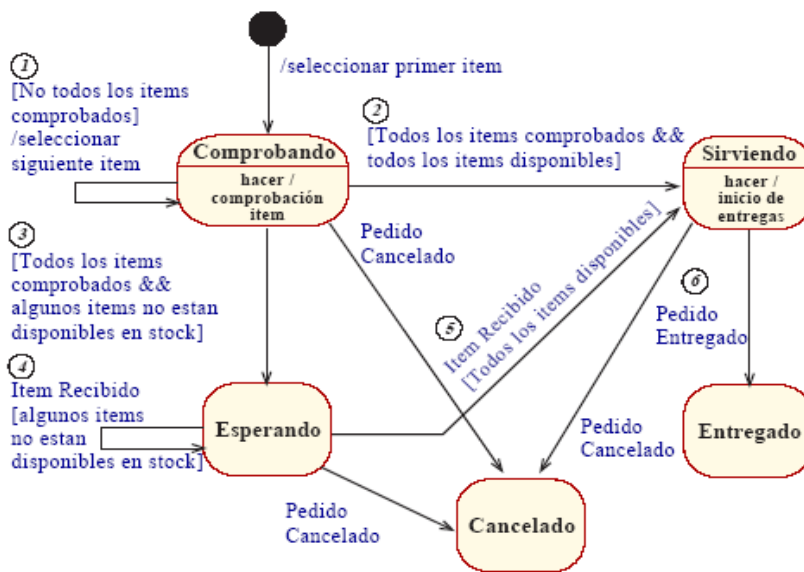 /seleccionar primer item
1
[No todos los items
comprobados]
/seleccionar
siguiente item
2
[Todos los items comprobados &&
todos los items disponibles]
Comprobando
hacer /
comprobación
item
Sirviendo
hacer /
inicio de
entregas
3
[Todos los items
comprobados &&
algunos items no estan
disponibles en stock]
Pedido
Cancelado
5
Item Recibido
[Todos los items disponibles]
6
Pedido
Entregado
4
Item Recibido
[algunos items
no estan
disponibles en stock]
Esperando
Pedido
Cancelado
Entregado
Pedido
Cancelado
Cancelado